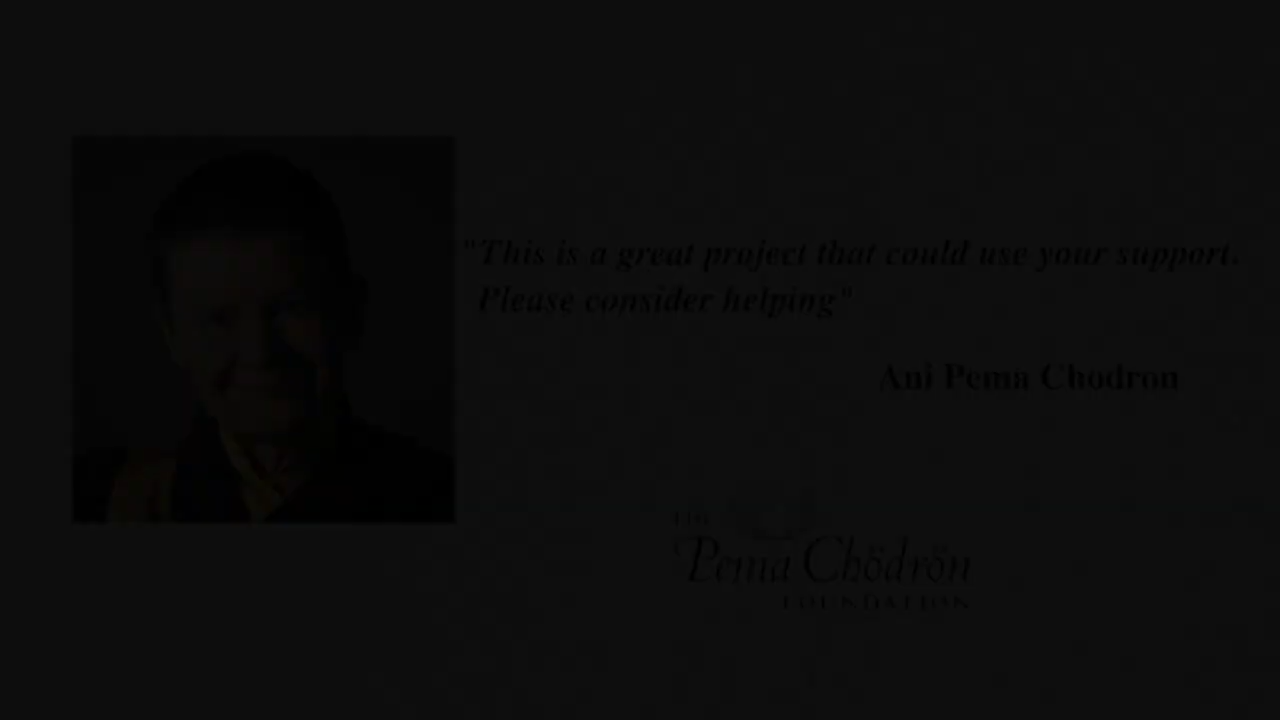 "This is a great project that could use your support.
Please consider helping"
Ani Pema Chodron
THE
Pema Chödrön
FOUNDATION